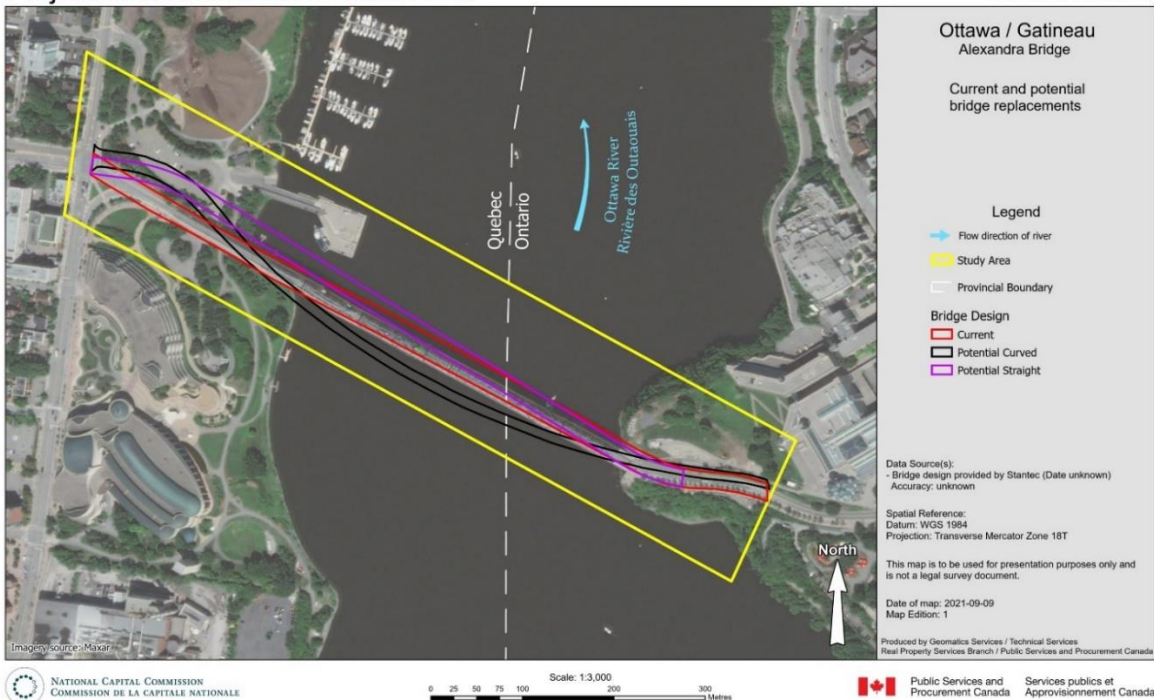 Ottawa / Gatineau
Alexandra Bridge
Current and potential
bridge replacements
Quebec
Ontario
Ottawa River
Rivière des Outaouais
Legend
Flow direction of river
Study Area
Provincial Boundary
Bridge Design
Current
Potential Curved
Potential Straight
Data Source(s):
- Bridge design provided by Stantec (Date unknown)
Accuracy: unknown
Spatial Reference:
Datum: WGS 1984
Projection: Transverse Mercator Zone 18T
This map is to be used for presentation purposes only and
is not a legal survey document.
Date of map: 2021-09-09
Map Edition: 1
Produced by Geomatics Services / Technical Services
Real Property Services Branch / Public Services and Procurement Canada
North
Imagery source: Maxar
NATIONAL CAPITAL COMMISSION
COMMISSION DE LA CAPITALE NATIONALE
Scale: 1:3,000
0 25 50 75 100 200 300
Metres
Public Services and
Procurement Canada
Services publics et
Approvisionnement Canada